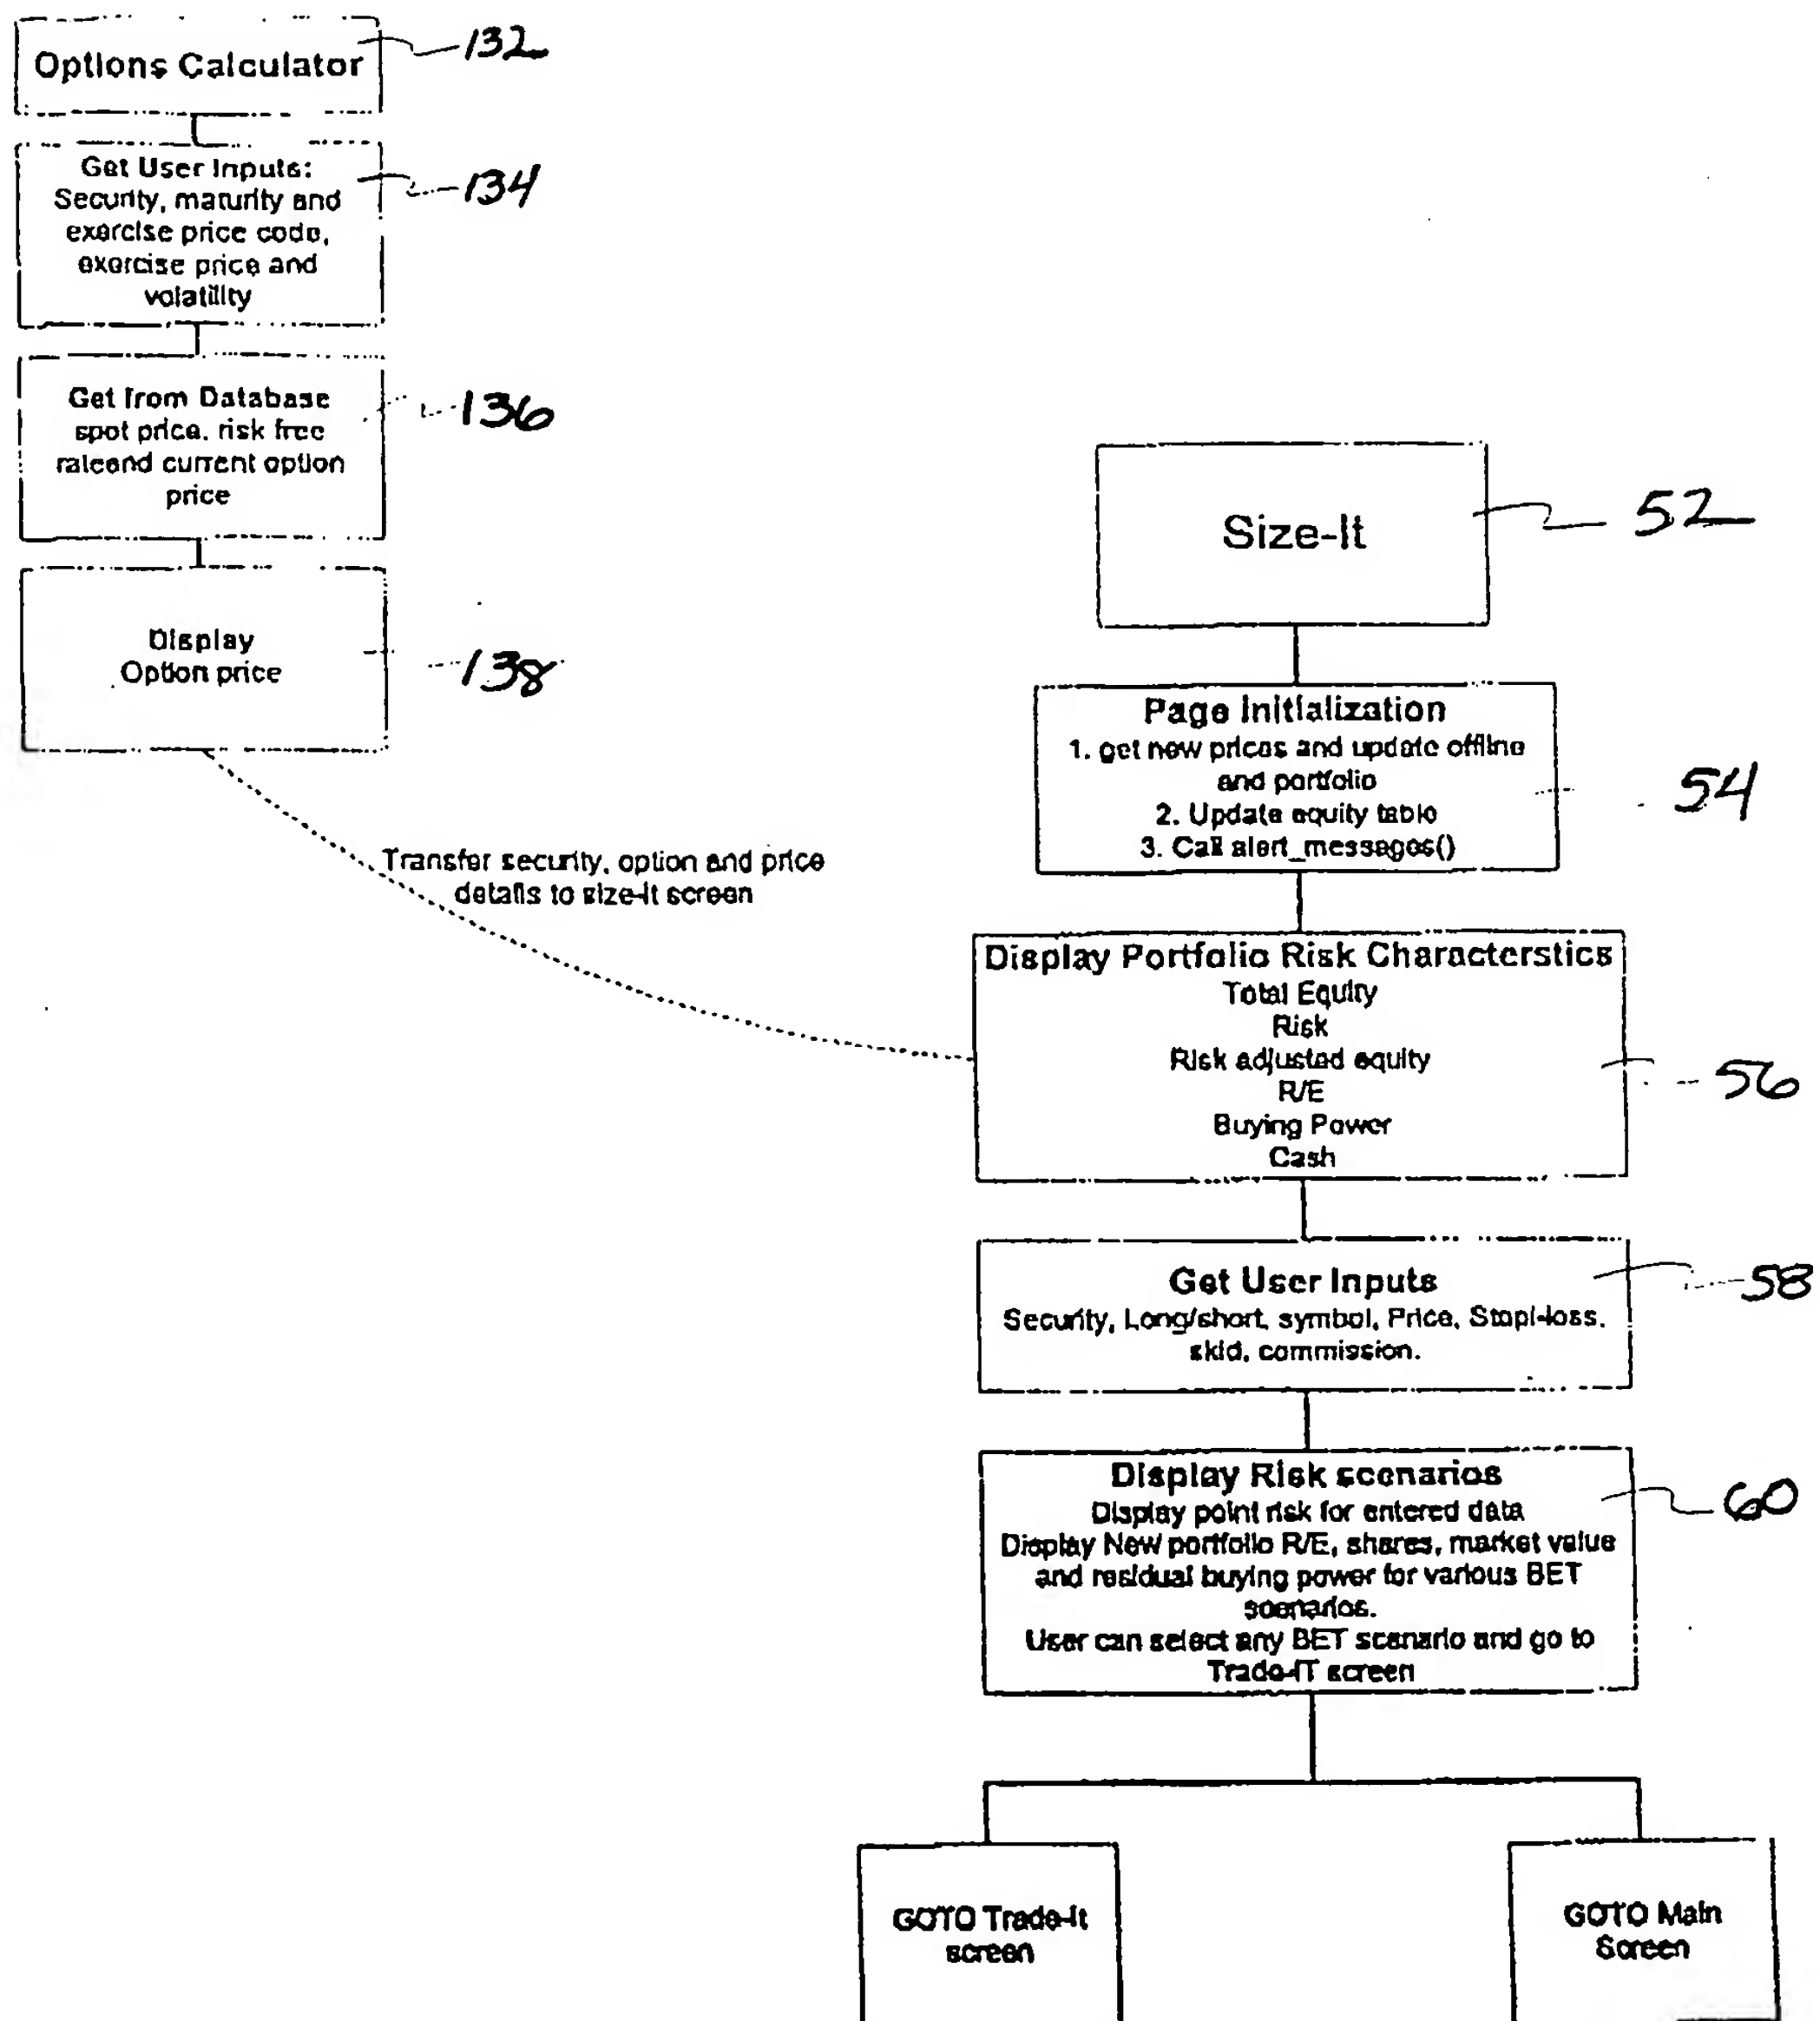 Options Calculator
132
Get User Inputs:
Security, maturity and
exercise price code,
exercise price and
volatility
134
Get from Database
spot price, risk free
rateand current option
price
136
Display
Option price
138
Transfer security, option and price
details to size-it screen
Size-It
52
Page Initialization
1. get new prices and update offline
and portfolio
2. Update equity table
3. Call alert_messages()
54
Display Portfolio Risk Characterstics
Total Equity
Risk
Risk adjusted equity
R/E
Buying Power
Cash
56
Get User Inputs
Security, Long/short, symbol, Price, Stopl-loss,
skid, commission.
58
Display Risk scenarios
Display point risk for entered data
Display New portfolio R/E, shares, market value
and residual buying power for various BET
scenarios.
User can select any BET scenario and go to
Trade-IT screen
60
GOTO Trade-It
screen
GOTO Main
Screen